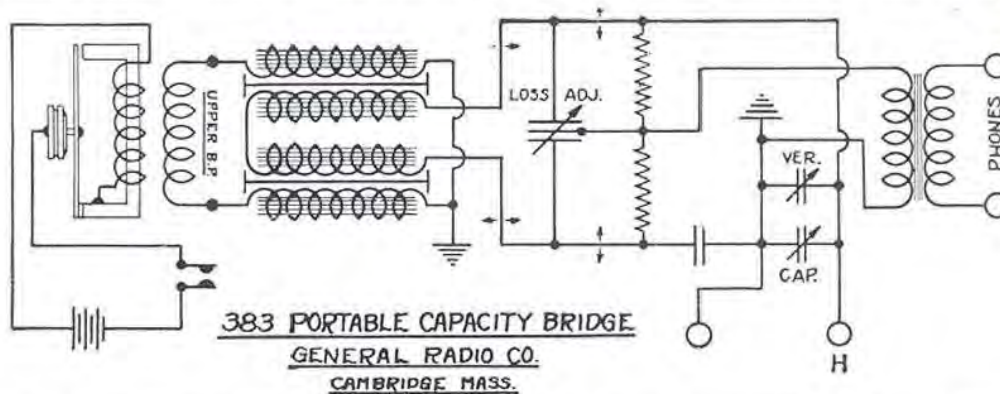 UPPER B.P.
LOSS ADJ.
VER.
CAP.
PHONES
H
383 PORTABLE CAPACITY BRIDGE
GENERAL RADIO CO.
CAMBRIDGE MASS.